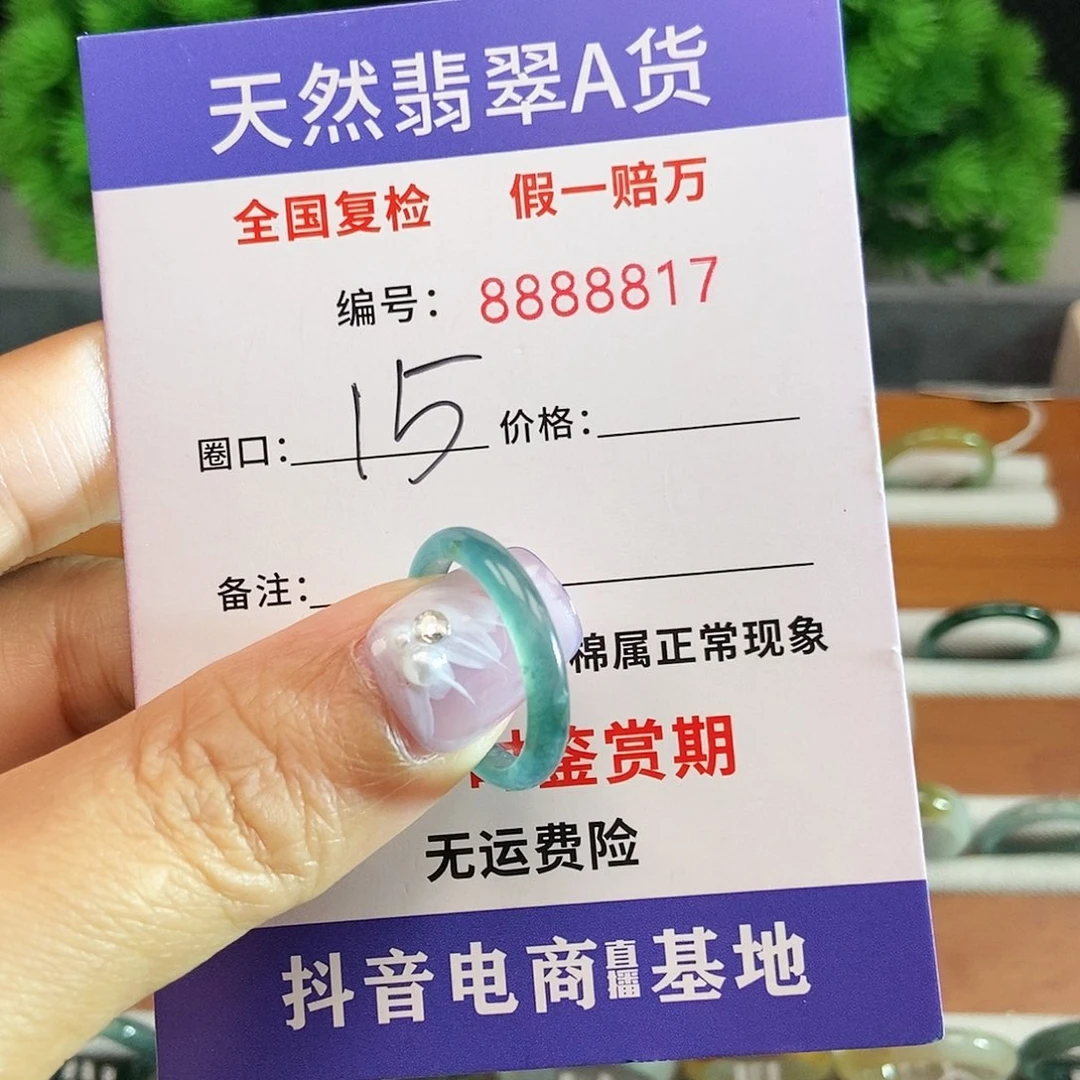 天然翡翠A货
全国复检 假一赔万
编号：8888817
圈口：15 价格：
备注：
棉属正常现象
鉴赏期
无运费险
抖音电商直播基地